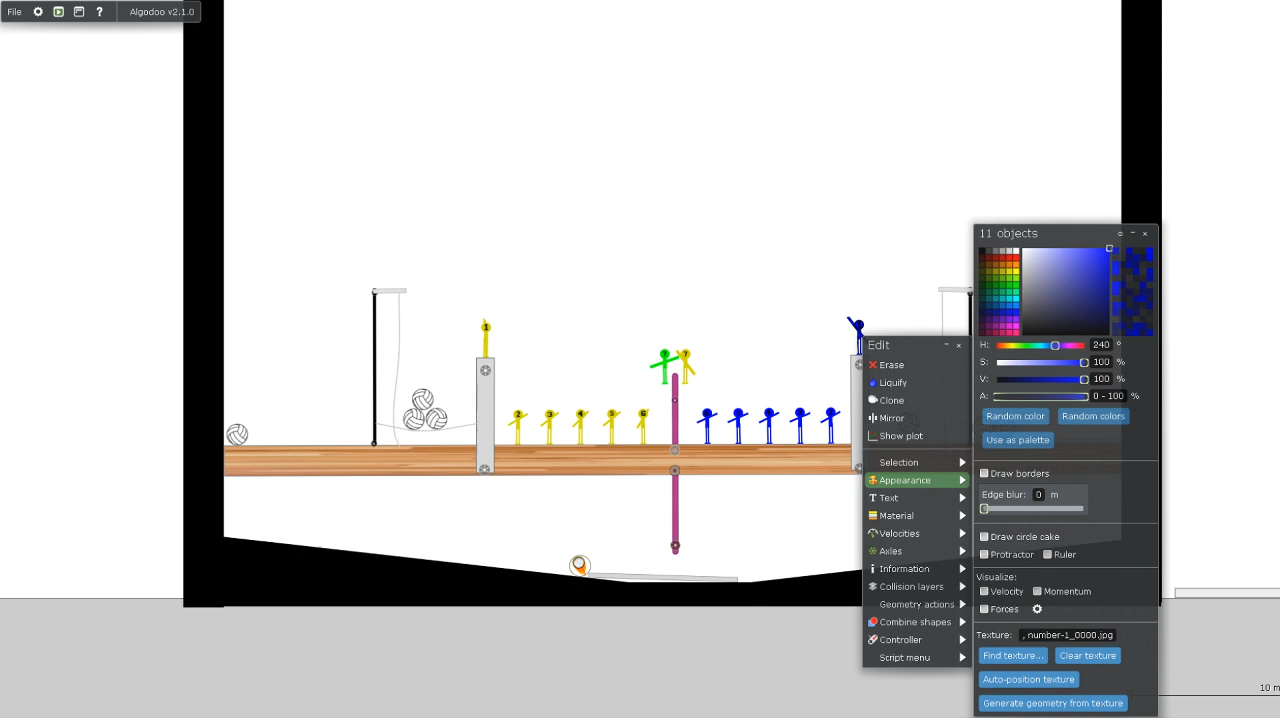 File ? Algodoo v2.1.0
1
2 3 4 5 6
7 7
Edit
Erase
Liquify
Clone
Mirror
Show plot
Selection
Appearance
Text
Material
Velocities
Axles
Information
Collision layers
Geometry actions
Combine shapes
Controller
Script menu
11 objects
H: 240 °
S: 100 %
V: 100 %
A: 0 - 100 %
Random color Random colors
Use as palette
Draw borders
Edge blur: 0 m
Draw circle cake
Protractor Ruler
Visualize:
Velocity Momentum
Forces
Texture: , number-1_0000.jpg
Find texture... Clear texture
Auto-position texture
Generate geometry from texture
10 m